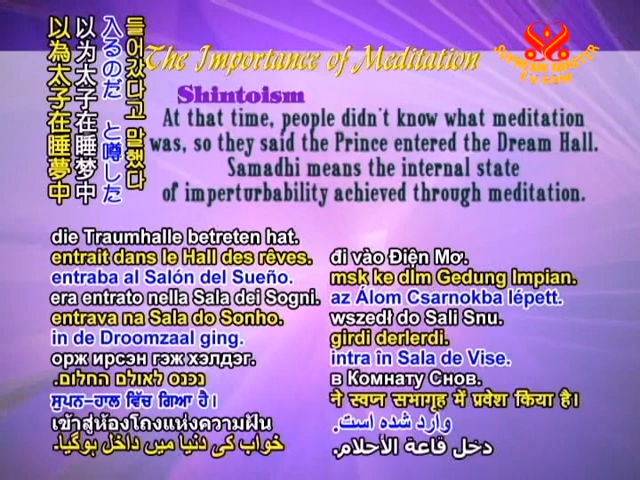 들어갔다고 말했다
入るのだ　と噂した
以为太子在睡梦中
以為太子在睡夢中
The Importance of Meditation
SUPREME MASTER
TV.COM
Shintoism
At that time, people didn't know what meditation
was, so they said the Prince entered the Dream Hall.
Samadhi means the internal state
of imperturbability achieved through meditation.
die Traumhalle betreten hat.
entrait dans le Hall des rêves.
entraba al Salón del Sueño.
era entrato nella Sala dei Sogni.
entrava na Sala do Sonho.
in de Droomzaal ging.
орж ирсэн гэж хэлдэг.
נכנס לאולם החלום.
ਸੁਪਨ-ਹਾਲ ਵਿੱਚ ਗਿਆ ਹੈ।
เข้าสู่ห้องโถงแห่งความฝัน
خواب کی دنیا میں داخل ہوگیا۔
đi vào Điện Mơ.
msk ke dlm Gedung Impian.
az Álom Csarnokba lépett.
wszedł do Sali Snu.
girdi derlerdi.
intra în Sala de Vise.
в Комнату Снов.
ने स्वप्न सभागृह में प्रवेश किया है।
وارد شده است.
دخل قاعة الأحلام.